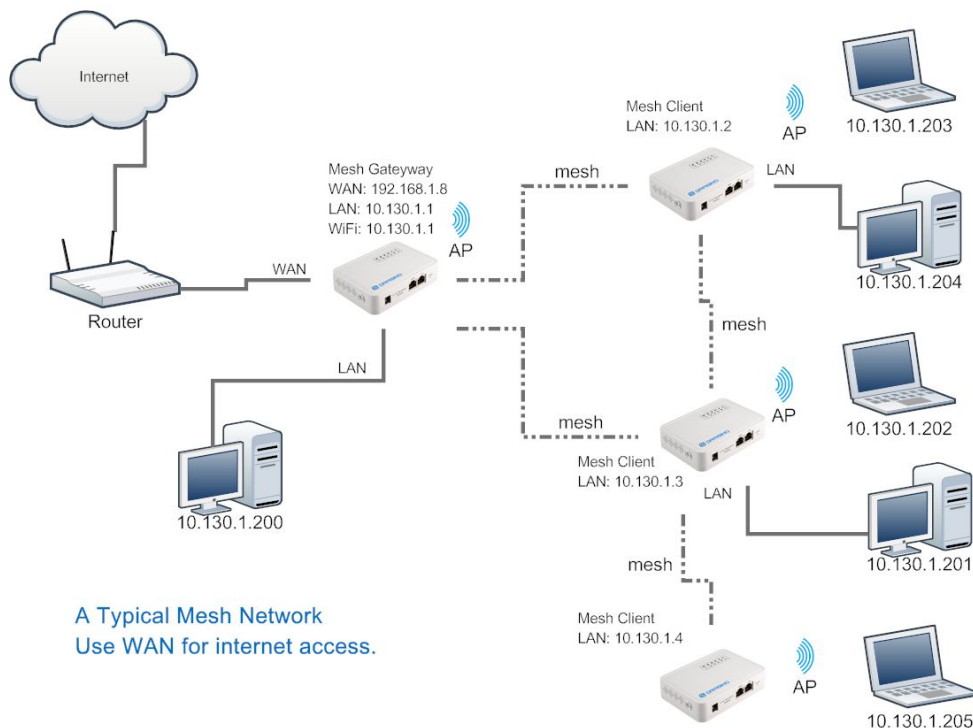 Internet
Mesh Client
LAN: 10.130.1.2
AP
10.130.1.203
mesh
LAN
Mesh Gateyway
WAN: 192.168.1.8
LAN: 10.130.1.1
WiFi: 10.130.1.1
AP
WAN
10.130.1.204
Router
mesh
LAN
mesh
AP
10.130.1.202
Mesh Client
LAN: 10.130.1.3
LAN
10.130.1.200
10.130.1.201
mesh
A Typical Mesh Network
Use WAN for internet access.
Mesh Client
LAN: 10.130.1.4
AP
10.130.1.205